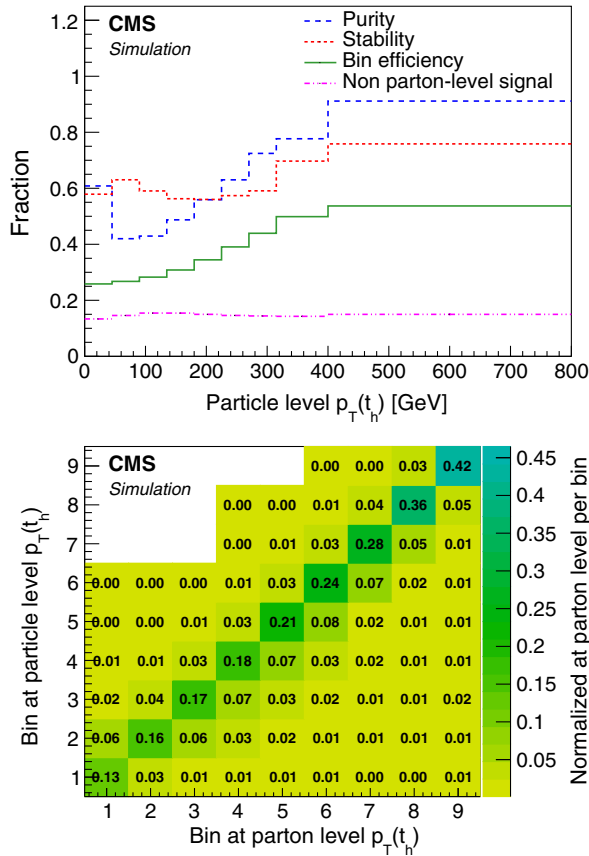 CMS
Simulation
Purity
Stability
Bin efficiency
Non parton-level signal
Fraction
1.2
1
0.8
0.6
0.4
0.2
0
0 100 200 300 400 500 600 700 800
Particle level p_T(t_h) [GeV]
CMS
Simulation
Bin at particle level p_T(t_h)
9 0.00 0.00 0.03 0.42
8 0.00 0.00 0.01 0.04 0.36 0.05
7 0.00 0.01 0.03 0.28 0.05 0.01
6 0.00 0.00 0.00 0.01 0.03 0.24 0.07 0.02 0.01
5 0.00 0.00 0.01 0.03 0.21 0.08 0.02 0.01 0.01
4 0.01 0.01 0.03 0.18 0.07 0.03 0.02 0.01 0.01
3 0.02 0.04 0.17 0.07 0.03 0.02 0.01 0.01 0.02
2 0.06 0.16 0.06 0.03 0.02 0.01 0.01 0.01 0.01
1 0.13 0.03 0.01 0.01 0.01 0.01 0.00 0.00 0.01
1 2 3 4 5 6 7 8 9
Bin at parton level p_T(t_h)
0.45
0.4
0.35
0.3
0.25
0.2
0.15
0.1
0.05
Normalized at parton level per bin